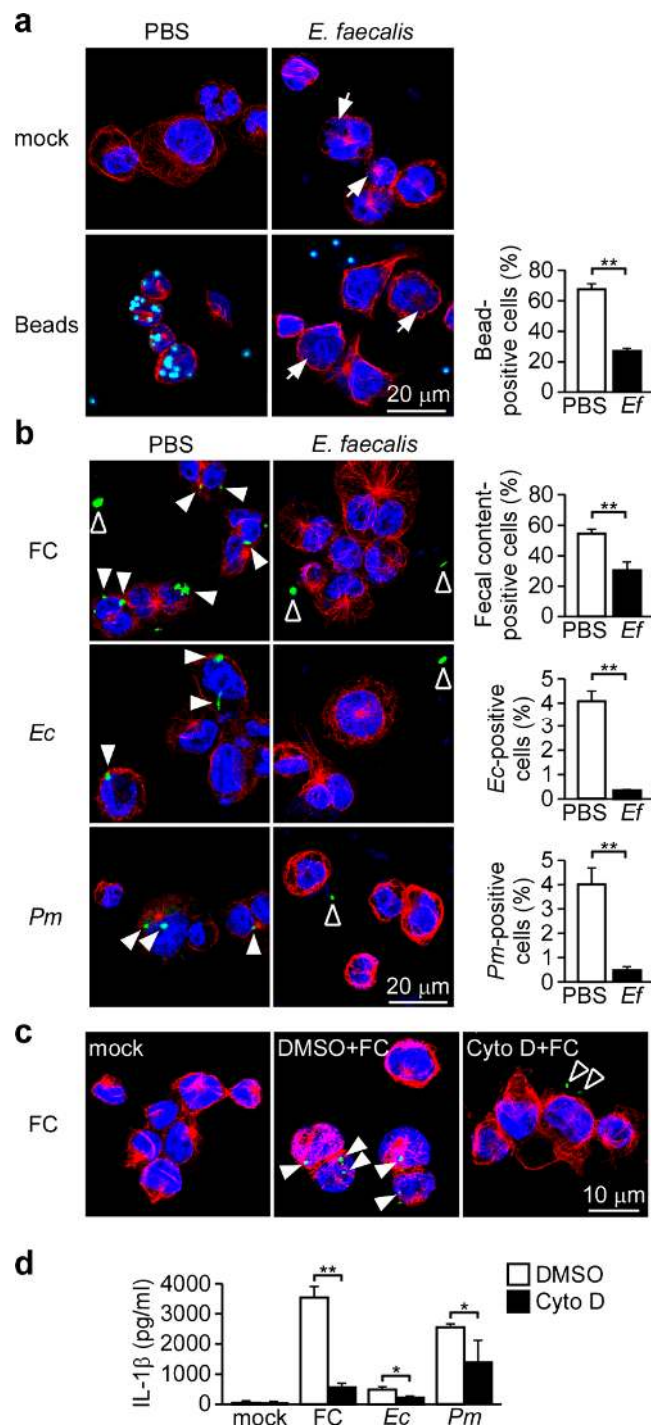 a
PBS
E. faecalis
mock
Beads
20 μm
80
60
40
20
0
Bead-
positive cells (%)
**
PBS
Ef
b
PBS
E. faecalis
FC
80
60
40
20
0
Fecal content-
positive cells (%)
**
PBS
Ef
Ec
5
4
3
2
1
0
Ec-positive
cells (%)
**
PBS
Ef
Pm
20 μm
5
4
3
2
1
0
Pm-positive
cells (%)
**
PBS
Ef
c
FC
mock
DMSO+FC
Cyto D+FC
10 μm
d
IL-1β (pg/ml)
4000
3000
2000
1000
0
**
*
*
DMSO
Cyto D
mock
FC
Ec
Pm